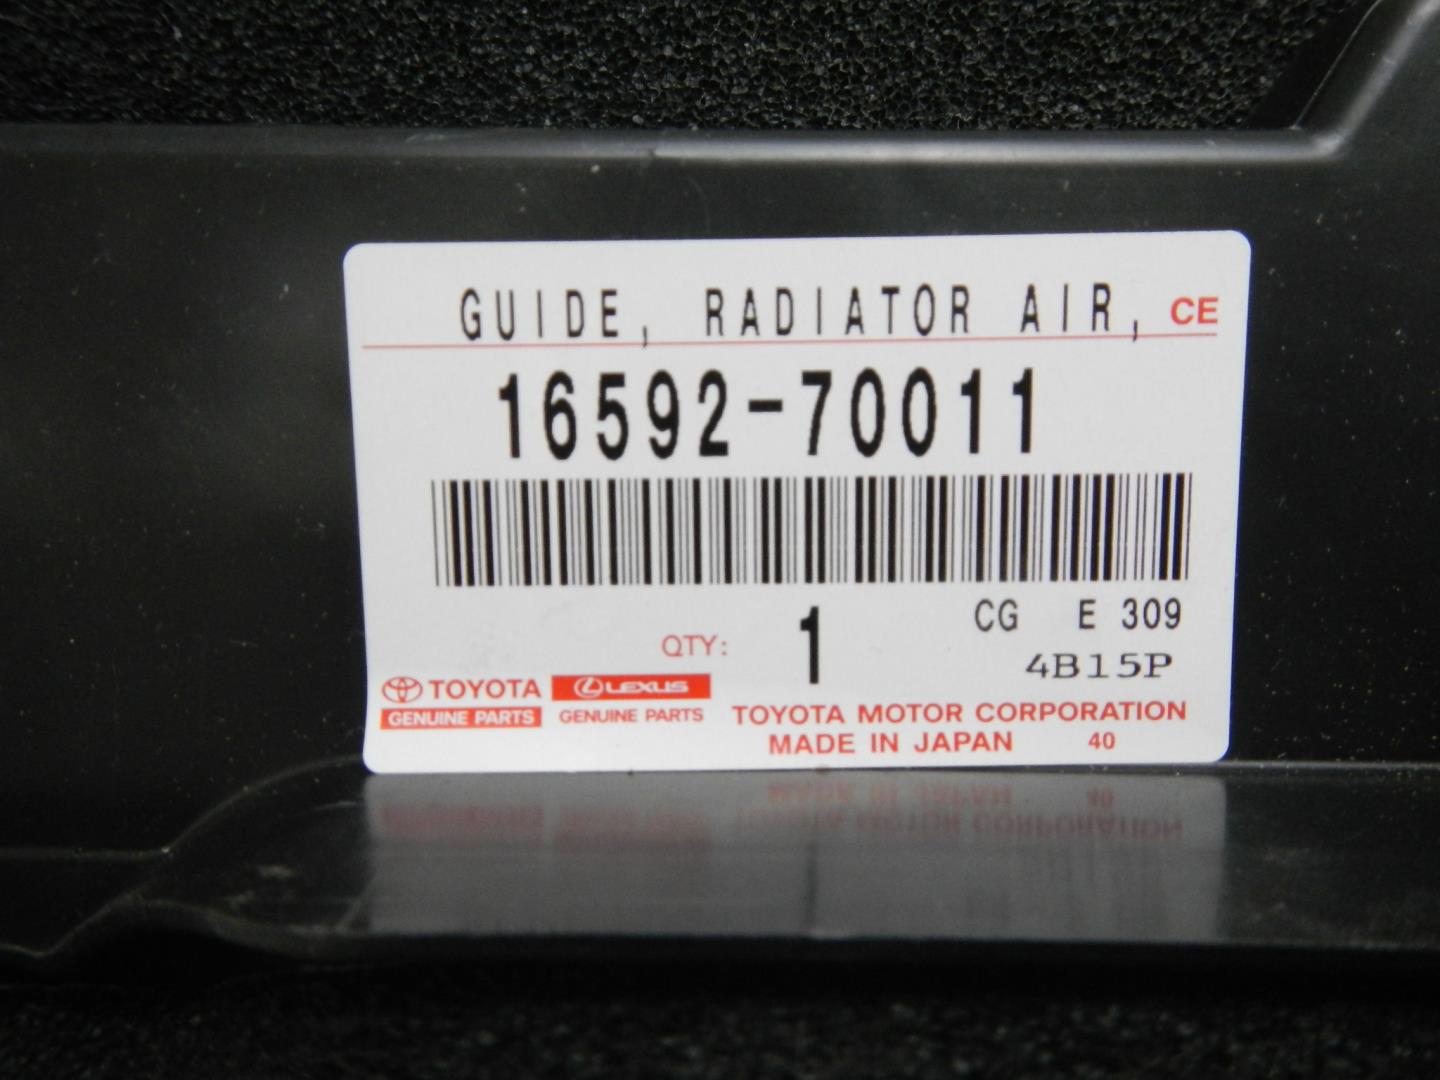 GUIDE, RADIATOR AIR, CE
16592-70011
CG E 309
QTY: 1
4B15P
TOYOTA LEXUS
GENUINE PARTS GENUINE PARTS
TOYOTA MOTOR CORPORATION
MADE IN JAPAN 40